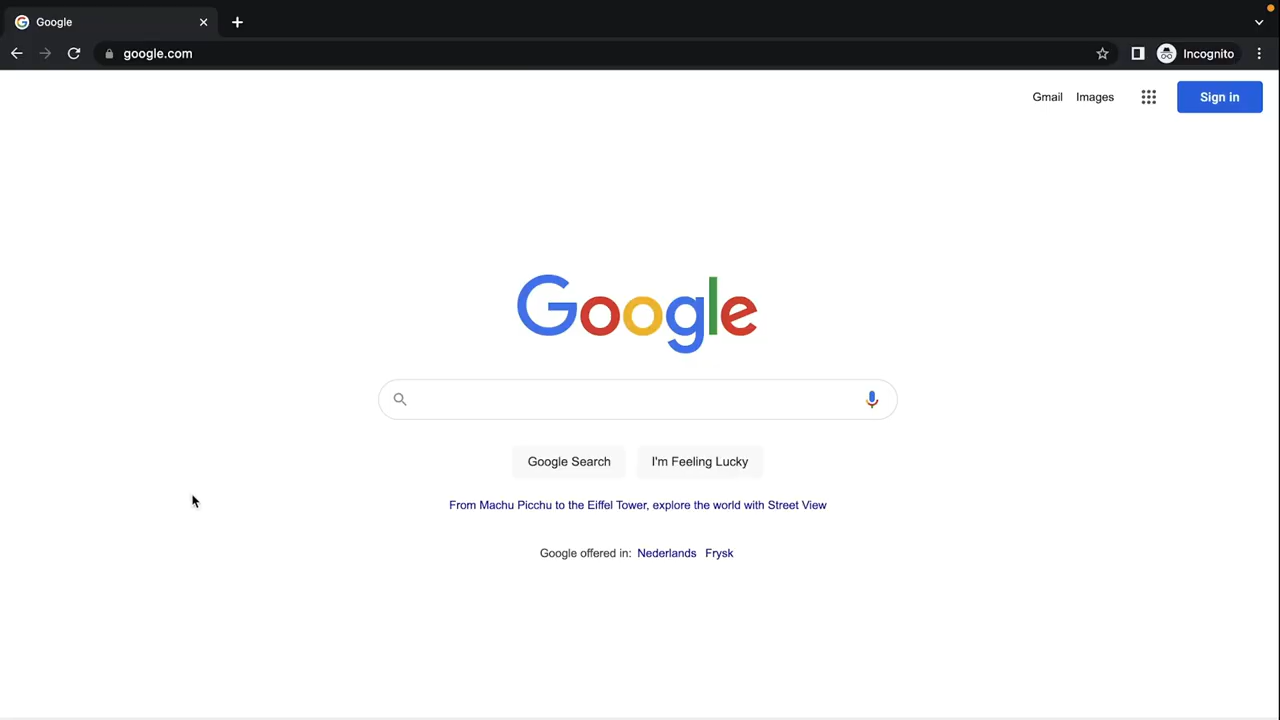 Google
google.com
Incognito
Gmail Images Sign in
Google
Google Search I'm Feeling Lucky
From Machu Picchu to the Eiffel Tower, explore the world with Street View
Google offered in: Nederlands Frysk